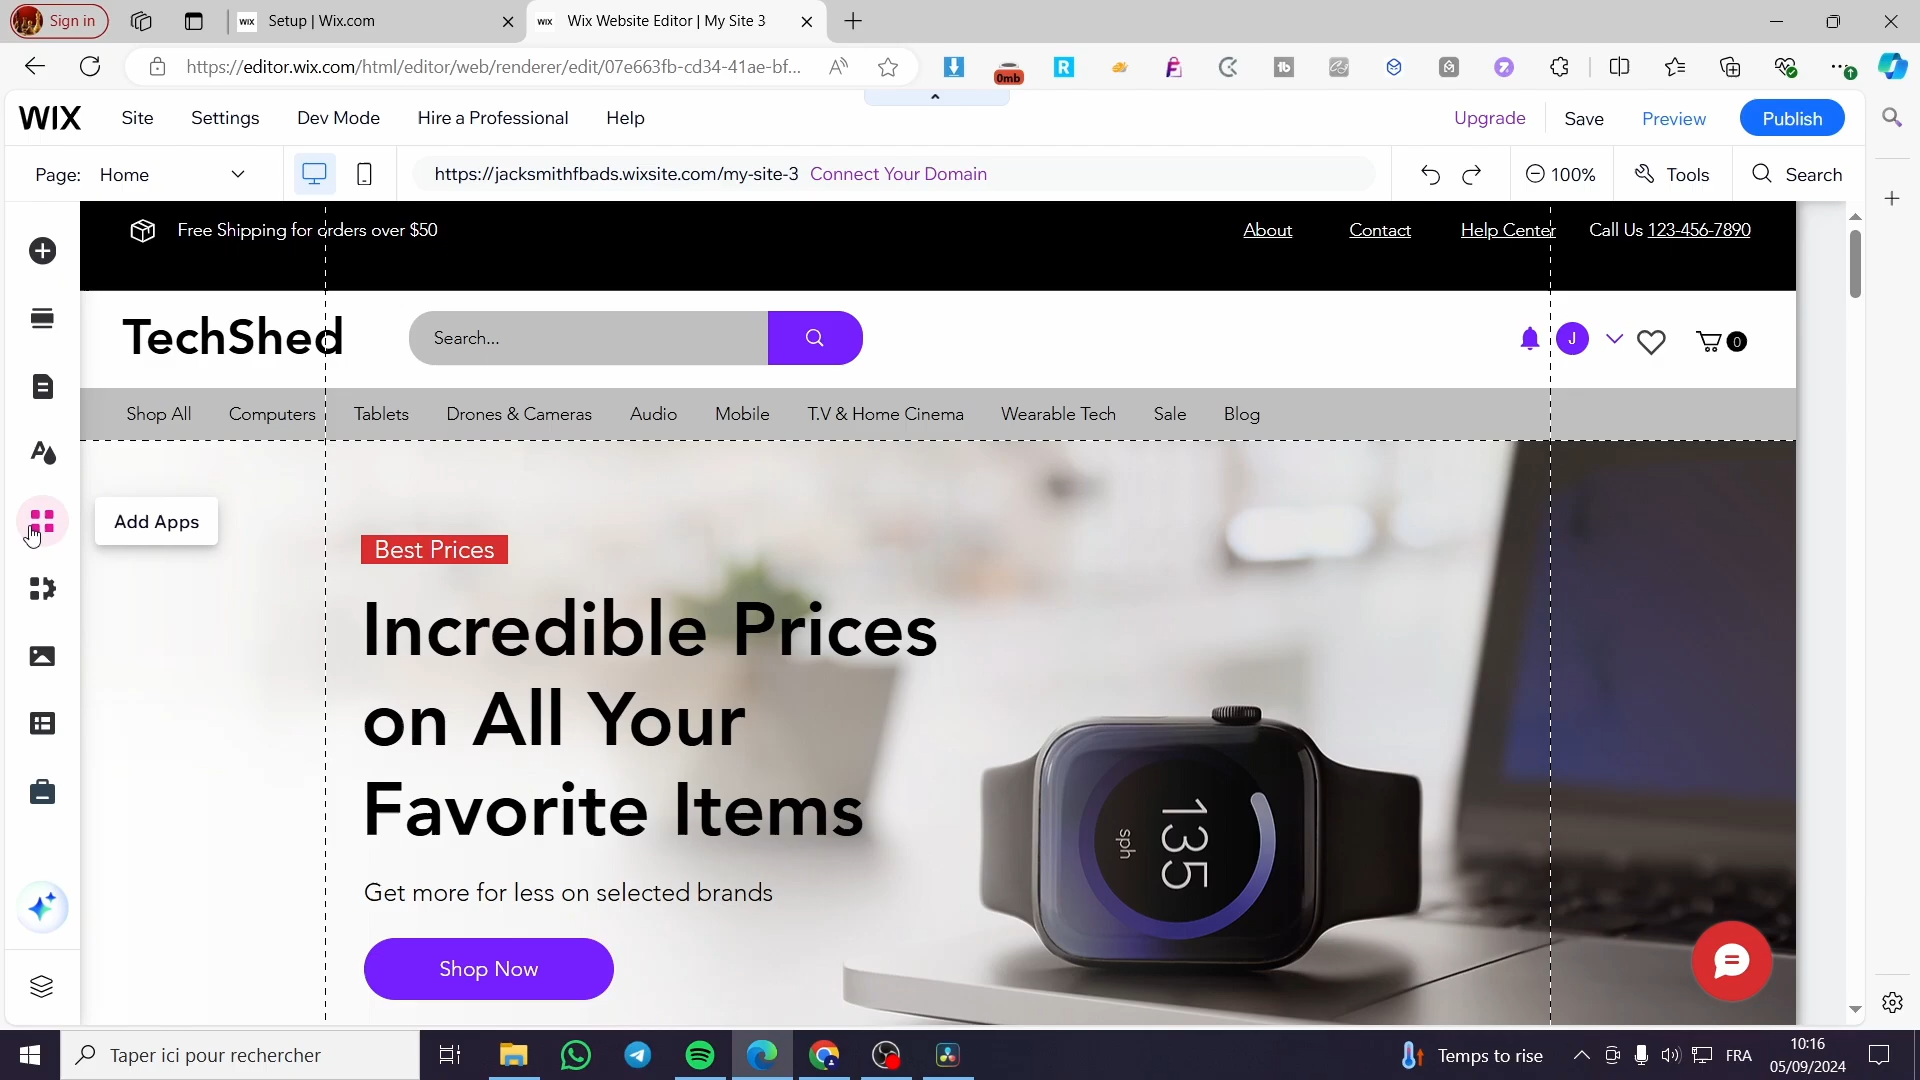 Sign in
WIX Setup | Wix.com
WIX Wix Website Editor | My Site 3
https://editor.wix.com/html/editor/web/renderer/edit/07e663fb-cd34-41ae-bf...
0mb
WIX Site Settings Dev Mode Hire a Professional Help Upgrade Save Preview Publish
Page: Home https://jacksmithfbads.wixsite.com/my-site-3 Connect Your Domain 100% Tools Search
Free Shipping for orders over $50 About Contact Help Center Call Us 123-456-7890
TechShed Search... J 0
Shop All Computers Tablets Drones & Cameras Audio Mobile T.V & Home Cinema Wearable Tech Sale Blog
Add Apps
Best Prices
Incredible Prices
on All Your
Favorite Items
135
sph
Get more for less on selected brands
Shop Now
Taper ici pour rechercher
Temps to rise
FRA
10:16
05/09/2024